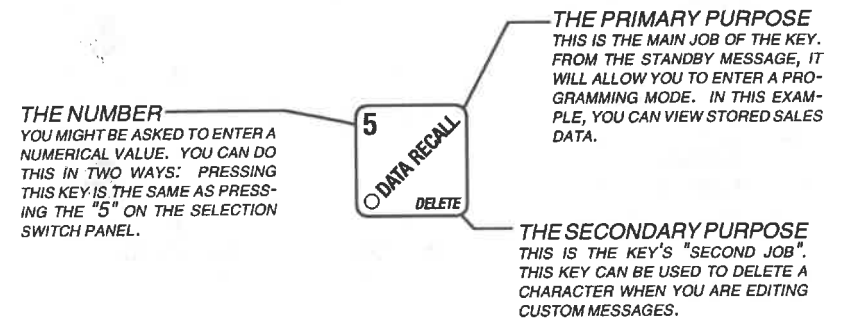 THE PRIMARY PURPOSE
THIS IS THE MAIN JOB OF THE KEY.
FROM THE STANDBY MESSAGE, IT
WILL ALLOW YOU TO ENTER A PRO-
GRAMMING MODE. IN THIS EXAM-
PLE, YOU CAN VIEW STORED SALES
DATA.
THE NUMBER
YOU MIGHT BE ASKED TO ENTER A
NUMERICAL VALUE. YOU CAN DO
THIS IN TWO WAYS: PRESSING
THIS KEY IS THE SAME AS PRESS-
ING THE "5" ON THE SELECTION
SWITCH PANEL.
5
DATA RECALL
DELETE
THE SECONDARY PURPOSE
THIS IS THE KEY'S "SECOND JOB".
THIS KEY CAN BE USED TO DELETE A
CHARACTER WHEN YOU ARE EDITING
CUSTOM MESSAGES.